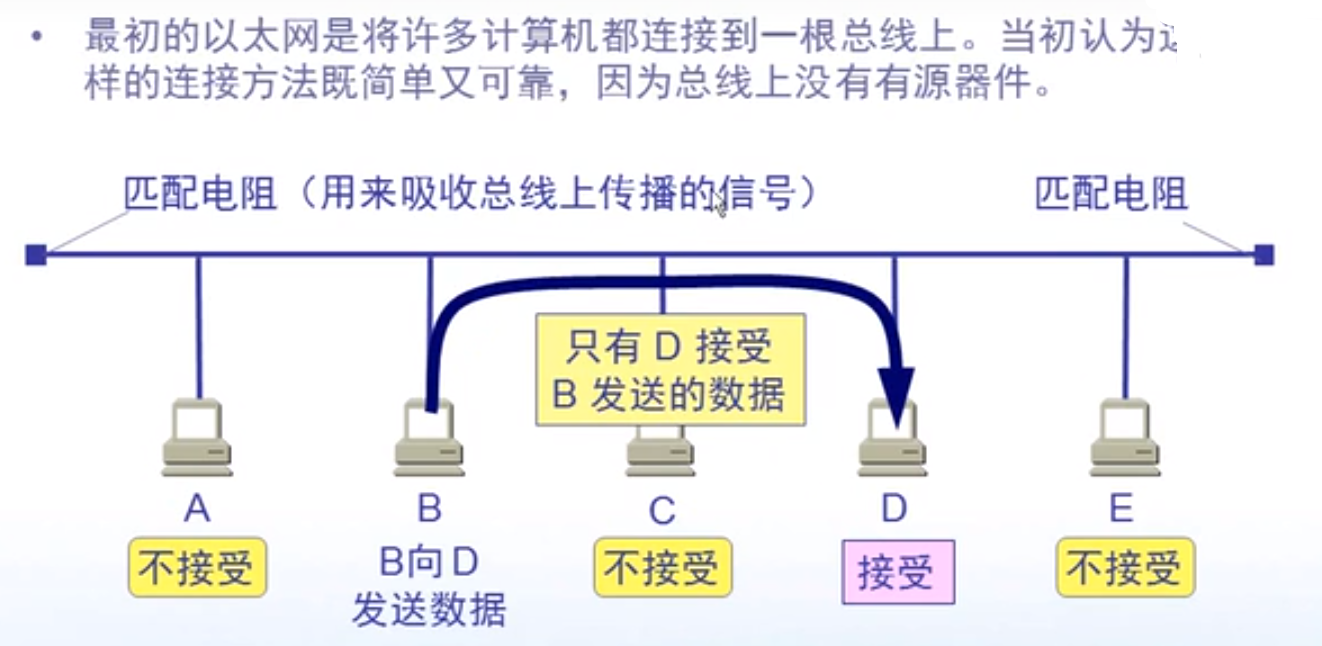 • 最初的以太网是将许多计算机都连接到一根总线上。当初认为这
样的连接方法既简单又可靠，因为总线上没有有源器件。
匹配电阻（用来吸收总线上传播的信号）
匹配电阻
只有 D 接受
B 发送的数据
A
B
C
D
E
不接受
B向 D
发送数据
不接受
接受
不接受